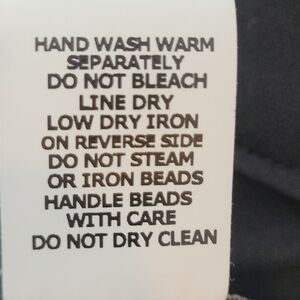 HAND WASH WARM
SEPARATELY
DO NOT BLEACH
LINE DRY
LOW DRY IRON
ON REVERSE SIDE
DO NOT STEAM
OR IRON BEADS
HANDLE BEADS
WITH CARE
DO NOT DRY CLEAN